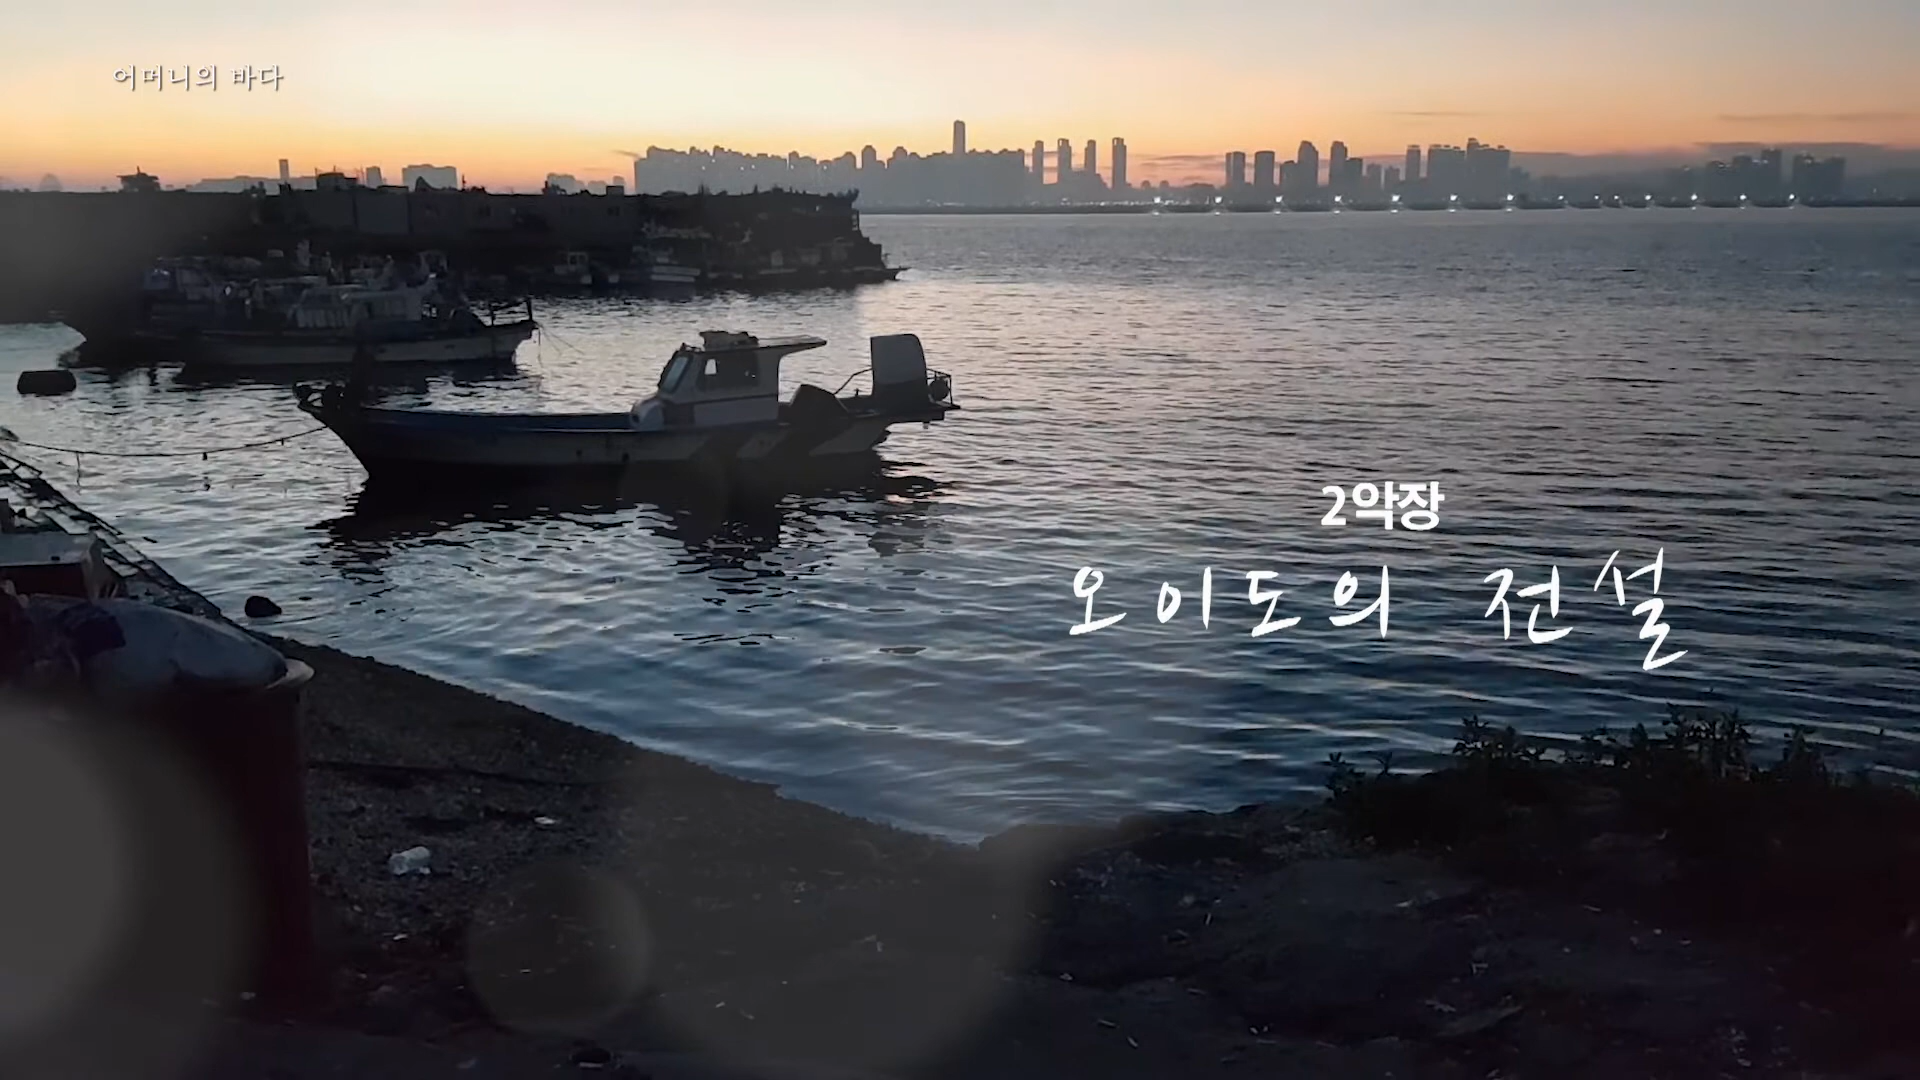 어머니의 바다
2악장
오이도의 전설